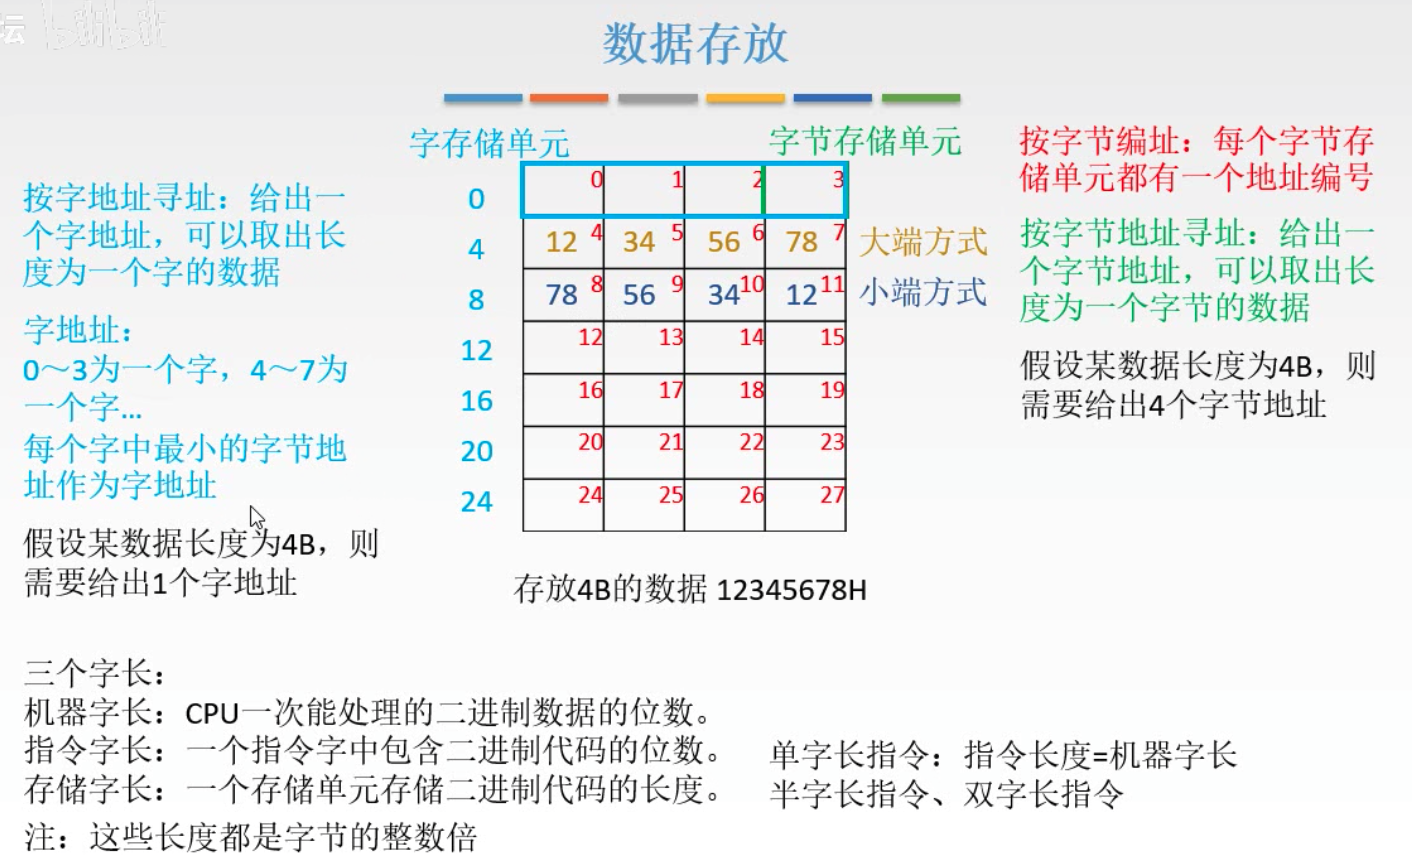 坛 bilibili
数据存放
字存储单元
字节存储单元
按字地址寻址：给出一
个字地址，可以取出长
度为一个字的数据
字地址：
0～3为一个字，4～7为
一个字…
每个字中最小的字节地
址作为字地址
假设某数据长度为4B，则
需要给出1个字地址
0 0 1 2 3
4 12 4 34 5 56 6 78 7 大端方式
8 78 8 56 9 34 10 12 11 小端方式
12 12 13 14 15
16 16 17 18 19
20 20 21 22 23
24 24 25 26 27
存放4B的数据 12345678H
按字节编址：每个字节存
储单元都有一个地址编号
按字节地址寻址：给出一
个字节地址，可以取出长
度为一个字节的数据
假设某数据长度为4B，则
需要给出4个字节地址
三个字长：
机器字长：CPU一次能处理的二进制数据的位数。
指令字长：一个指令字中包含二进制代码的位数。
存储字长：一个存储单元存储二进制代码的长度。
单字长指令：指令长度=机器字长
半字长指令、双字长指令
注：这些长度都是字节的整数倍